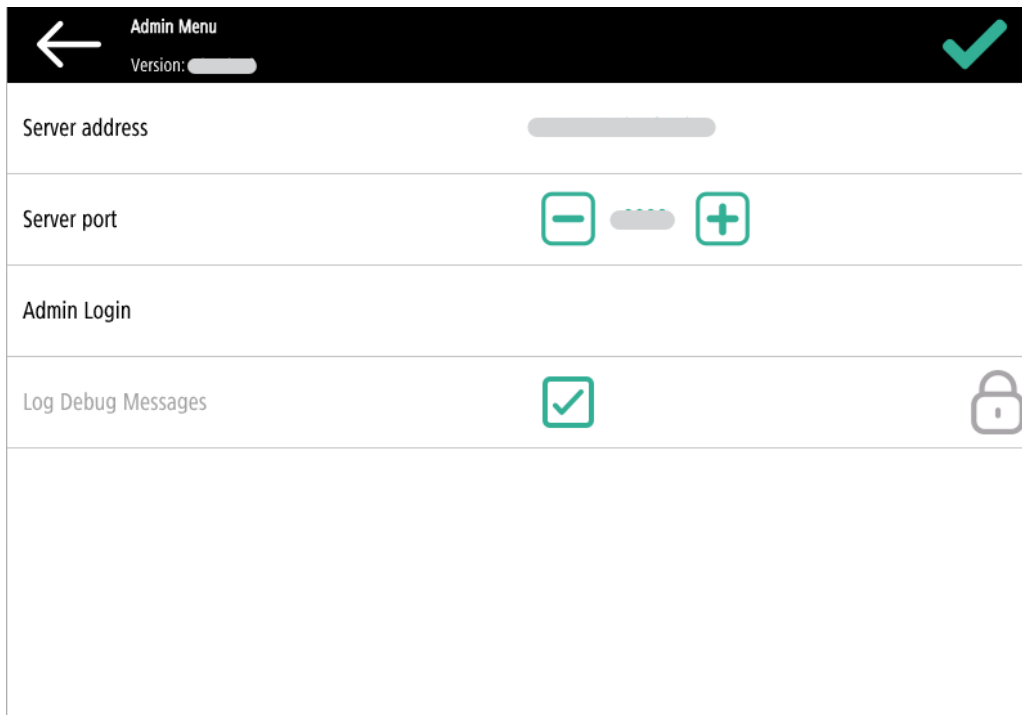 Admin Menu
Version:
Server address
Server port
Admin Login
Log Debug Messages